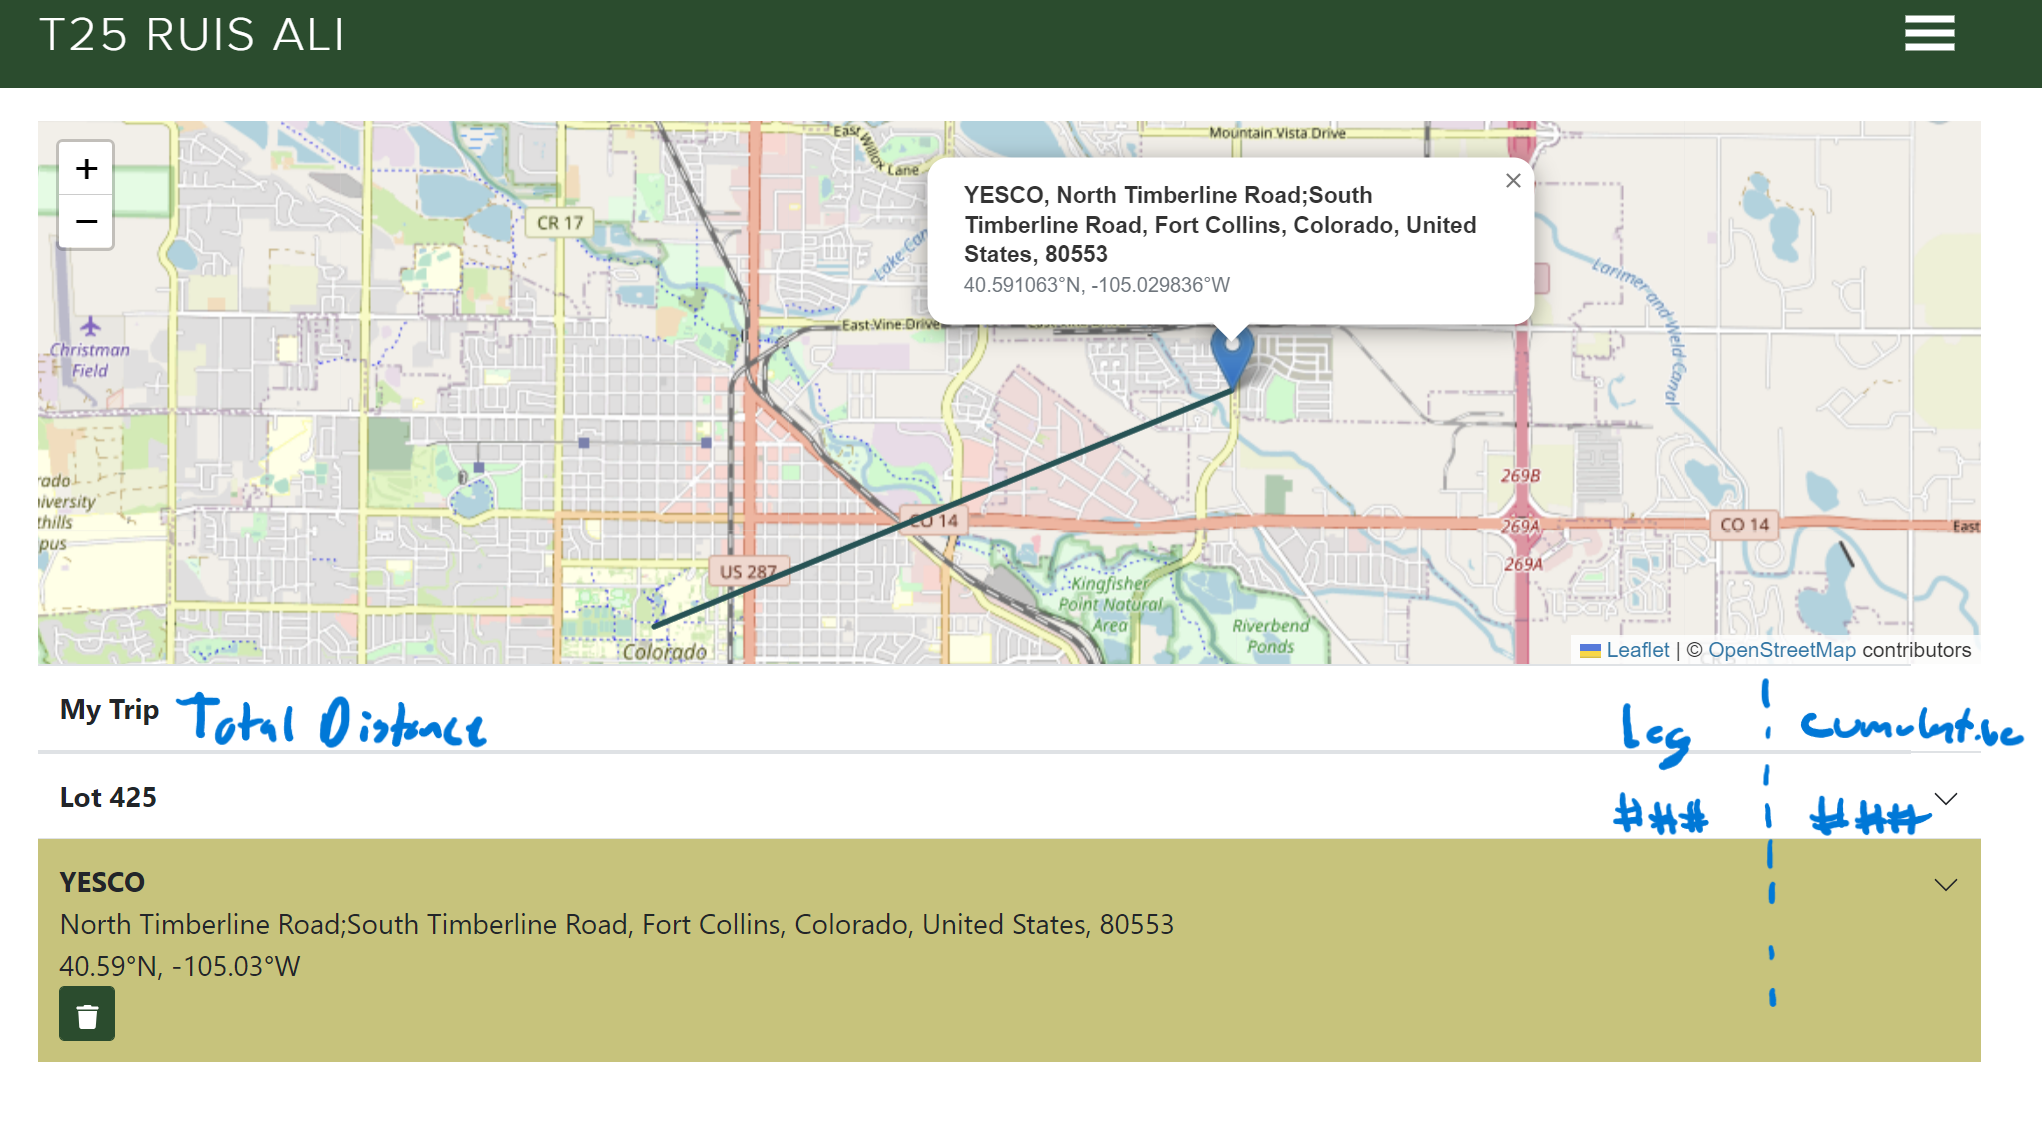 T25 RUIS ALI
+
−
East Willox Lane
Mountain Vista Drive
CR 17
Lake Can
YESCO, North Timberline Road;South
Timberline Road, Fort Collins, Colorado, United
States, 80553
40.591063°N, -105.029836°W
Larimer and Weld Canal
East Vine Drive
Christman
Field
269B
rado
iversity
thills
pus
CO 14
269A
CO 14
East
US 287
269A
Kingfisher
Point Natural
Area
Riverbend
Ponds
Colorado
Leaflet | © OpenStreetMap contributors
My Trip Total Distance Leg Cumulative
Lot 425 ### ###
YESCO
North Timberline Road;South Timberline Road, Fort Collins, Colorado, United States, 80553
40.59°N, -105.03°W